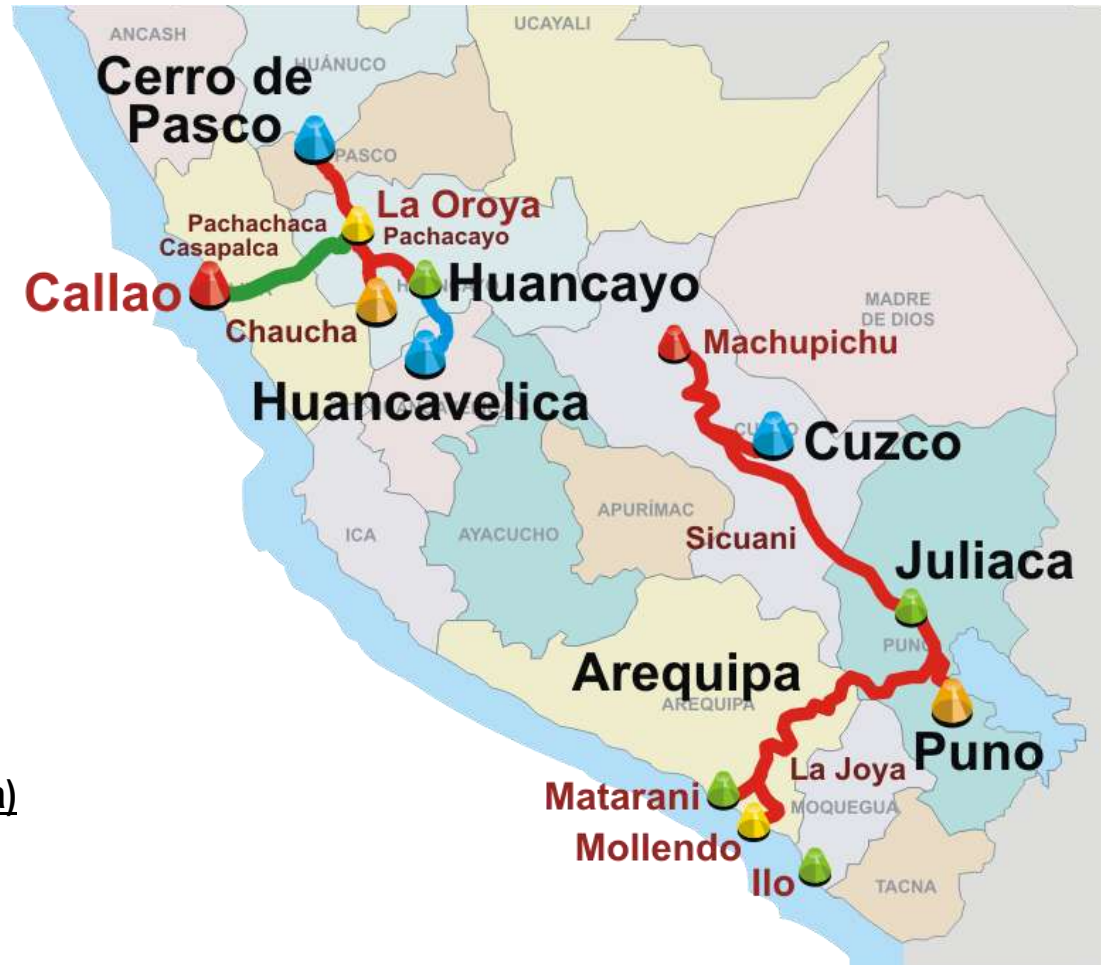 ANCASH
UCAYALI
HUÁNUCO
Cerro de
Pasco
PASCO
La Oroya
Pachachaca
Pachacayo
Casapalca
Callao
Huancayo
MADRE
DE DIOS
Chaucha
Machupichu
Huancavelica
Cuzco
APURÍMAC
ICA
AYACUCHO
Sicuani
Juliaca
PUNO
Arequipa
AREQUIPA
Puno
La Joya
Matarani
MOQUEGUA
Mollendo
Ilo
TACNA